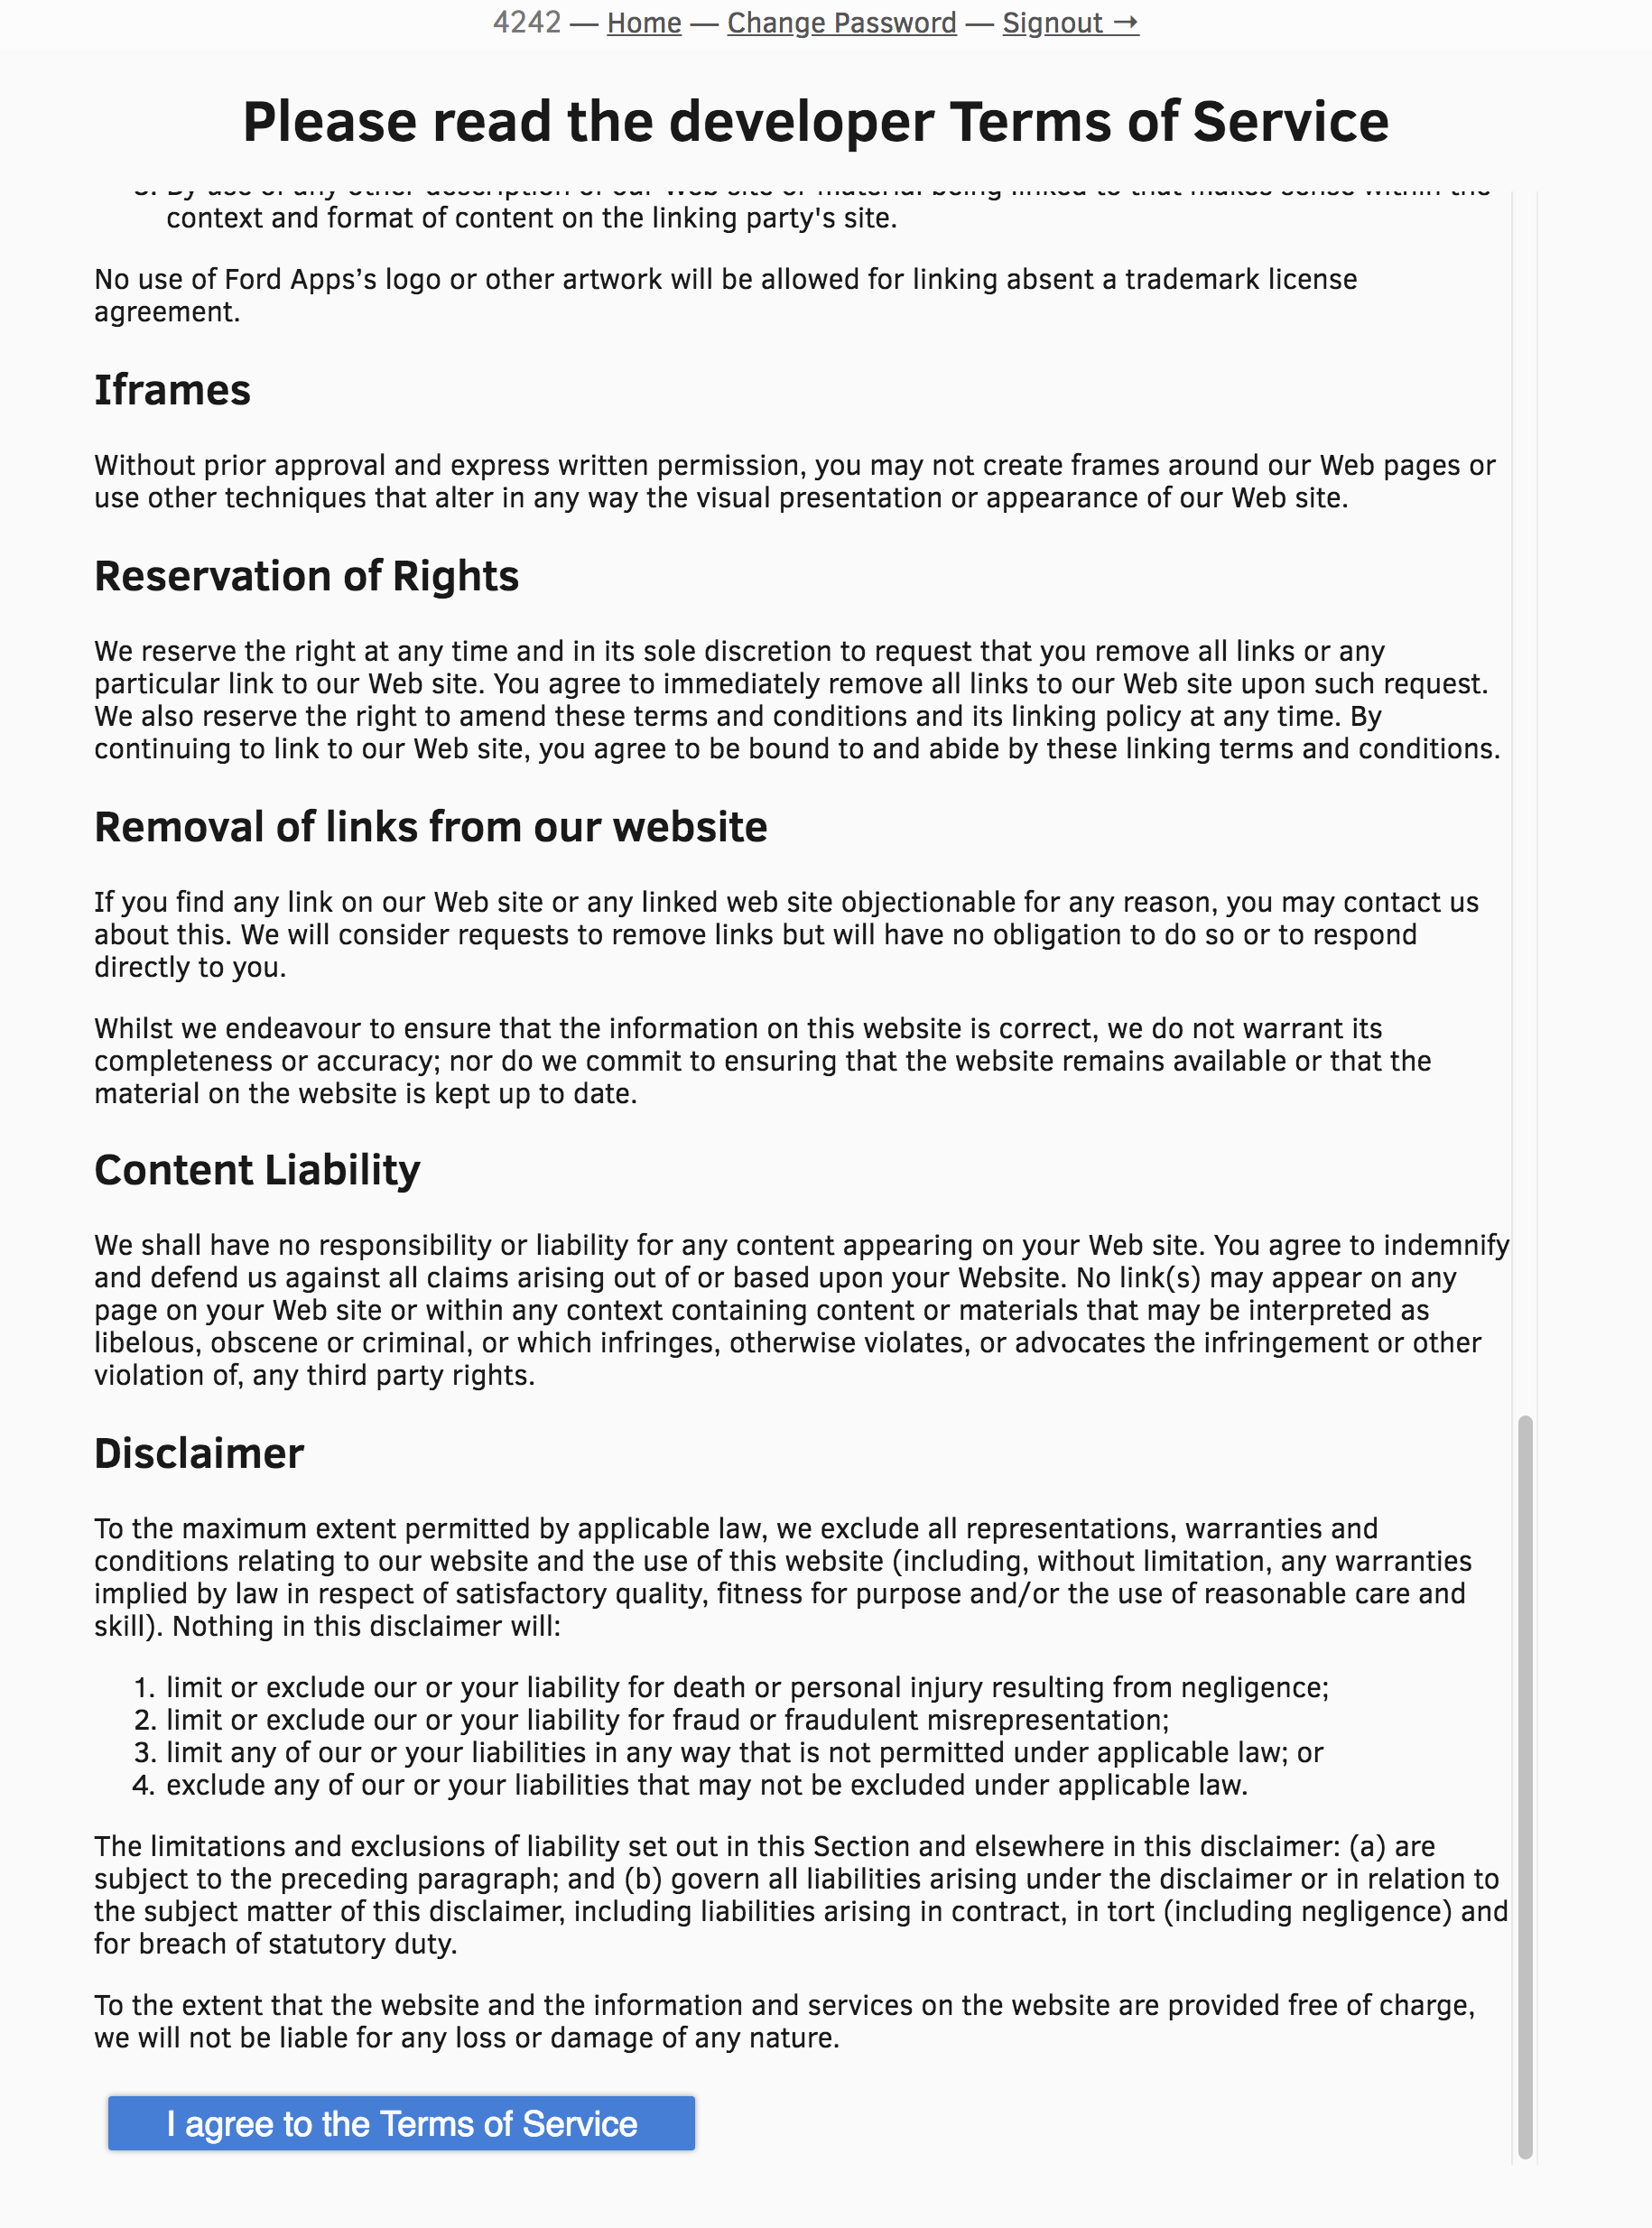 4242 — Home — Change Password — Signout →
Please read the developer Terms of Service
3. By use of any other description of our Web site or material being linked to that makes sense within the
context and format of content on the linking party's site.
No use of Ford Apps’s logo or other artwork will be allowed for linking absent a trademark license
agreement.
Iframes
Without prior approval and express written permission, you may not create frames around our Web pages or
use other techniques that alter in any way the visual presentation or appearance of our Web site.
Reservation of Rights
We reserve the right at any time and in its sole discretion to request that you remove all links or any
particular link to our Web site. You agree to immediately remove all links to our Web site upon such request.
We also reserve the right to amend these terms and conditions and its linking policy at any time. By
continuing to link to our Web site, you agree to be bound to and abide by these linking terms and conditions.
Removal of links from our website
If you find any link on our Web site or any linked web site objectionable for any reason, you may contact us
about this. We will consider requests to remove links but will have no obligation to do so or to respond
directly to you.
Whilst we endeavour to ensure that the information on this website is correct, we do not warrant its
completeness or accuracy; nor do we commit to ensuring that the website remains available or that the
material on the website is kept up to date.
Content Liability
We shall have no responsibility or liability for any content appearing on your Web site. You agree to indemnify
and defend us against all claims arising out of or based upon your Website. No link(s) may appear on any
page on your Web site or within any context containing content or materials that may be interpreted as
libelous, obscene or criminal, or which infringes, otherwise violates, or advocates the infringement or other
violation of, any third party rights.
Disclaimer
To the maximum extent permitted by applicable law, we exclude all representations, warranties and
conditions relating to our website and the use of this website (including, without limitation, any warranties
implied by law in respect of satisfactory quality, fitness for purpose and/or the use of reasonable care and
skill). Nothing in this disclaimer will:
1. limit or exclude our or your liability for death or personal injury resulting from negligence;
2. limit or exclude our or your liability for fraud or fraudulent misrepresentation;
3. limit any of our or your liabilities in any way that is not permitted under applicable law; or
4. exclude any of our or your liabilities that may not be excluded under applicable law.
The limitations and exclusions of liability set out in this Section and elsewhere in this disclaimer: (a) are
subject to the preceding paragraph; and (b) govern all liabilities arising under the disclaimer or in relation to
the subject matter of this disclaimer, including liabilities arising in contract, in tort (including negligence) and
for breach of statutory duty.
To the extent that the website and the information and services on the website are provided free of charge,
we will not be liable for any loss or damage of any nature.
I agree to the Terms of Service